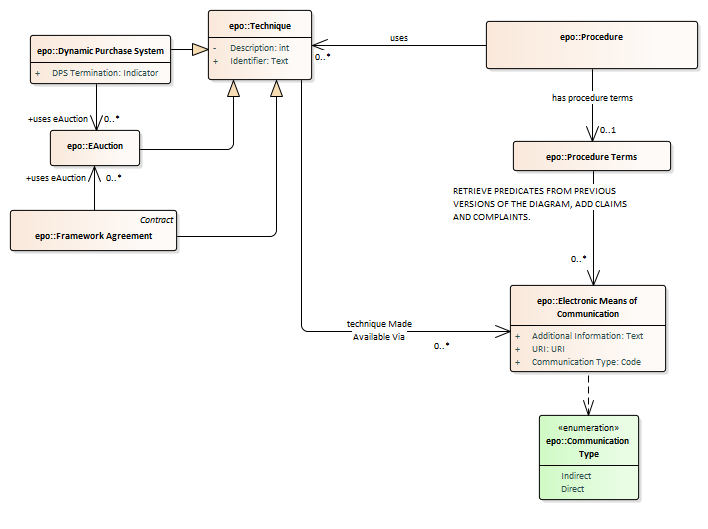 epo::Technique
- Description: int
+ Identifier: Text
epo::Dynamic Purchase System
+ DPS Termination: Indicator
uses
0..*
epo::Procedure
has procedure terms
0..1
+uses eAuction
0..*
epo::EAuction
epo::Procedure Terms
+uses eAuction
0..*
RETRIEVE PREDICATES FROM PREVIOUS
VERSIONS OF THE DIAGRAM, ADD CLAIMS
AND COMPLAINTS.
Contract
epo::Framework Agreement
0..*
epo::Electronic Means of
Communication
+ Additional Information: Text
+ URI: URI
+ Communication Type: Code
technique Made
Available Via
0..*
«enumeration»
epo::Communication
Type
Indirect
Direct